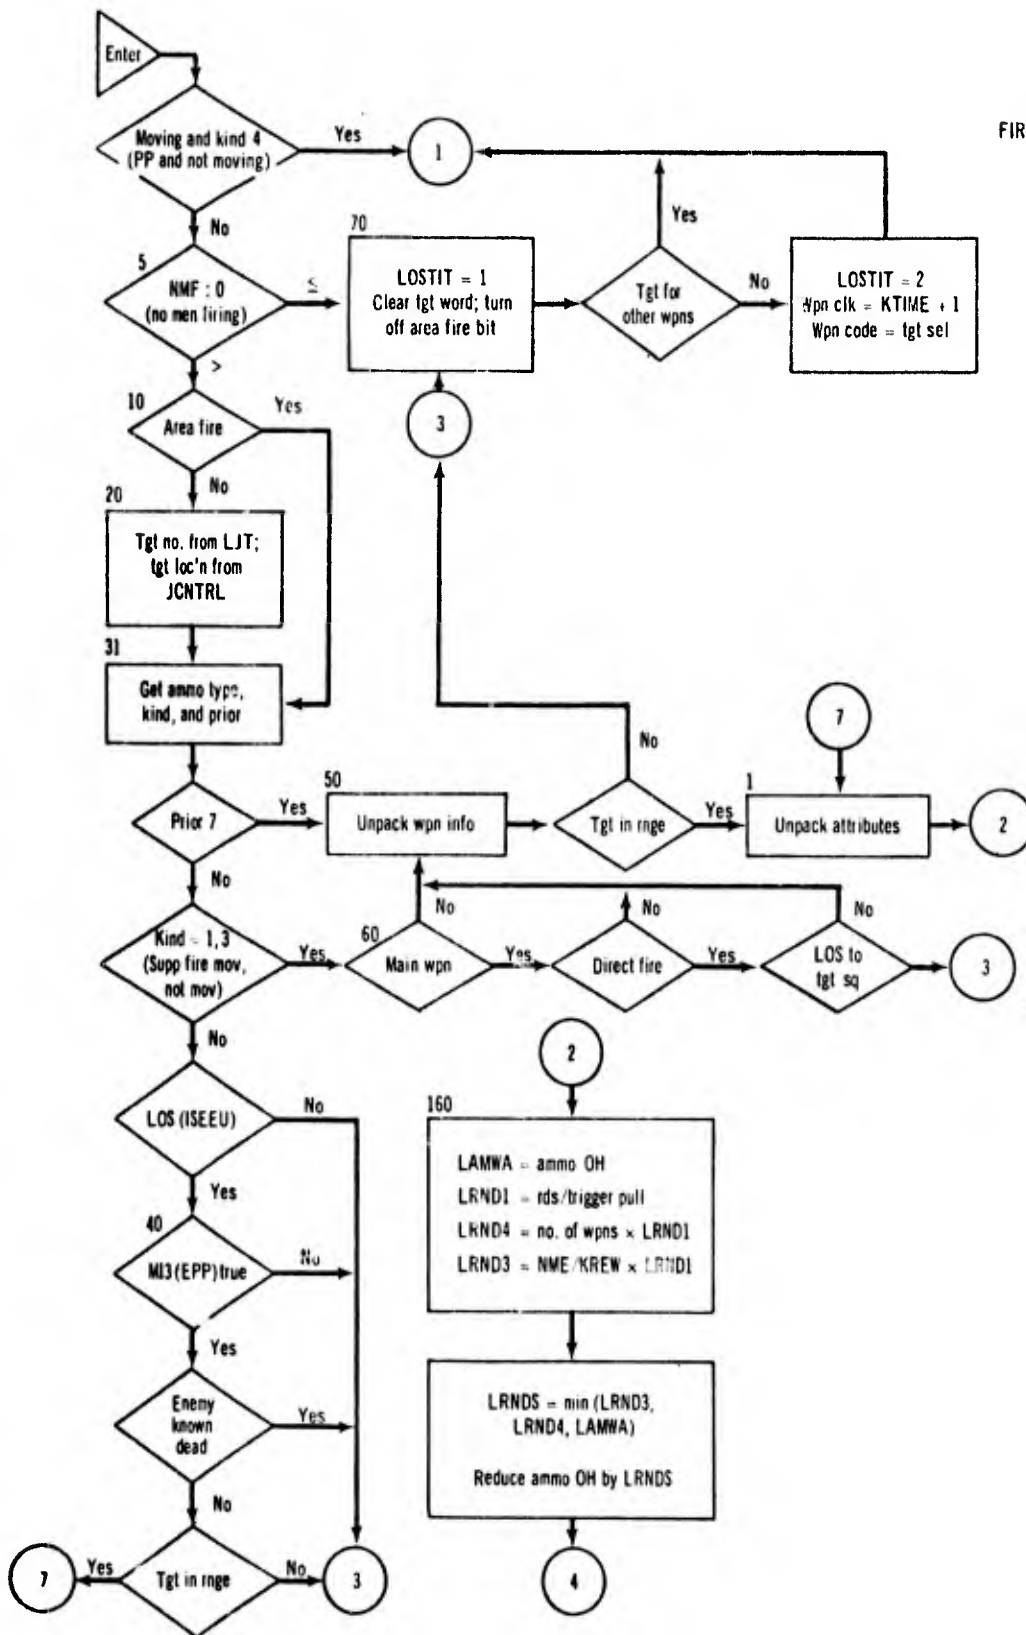 Enter
FIR
Moving and kind 4
(PP and not moving)
Yes
1
No
5
NMF : 0
(no men firing)
≤
>
70
LOSTIT = 1
Clear tgt word; turn
off area fire bit
Yes
Tgt for
other wpns
No
LOSTIT = 2
Wpn clk = KTIME + 1
Wpn code = tgt sel
3
10
Area fire
Yes
No
20
Tgt no. from LJT;
tgt loc'n from
JCNTRL
31
Get ammo type,
kind, and prior
Prior 7
Yes
No
50
Unpack wpn info
Tgt in rnge
No
Yes
7
1
Unpack attributes
2
Kind = 1, 3
(Supp fire mov,
not mov)
Yes
No
60
Main wpn
No
Yes
Direct fire
No
Yes
LOS to
tgt sq
No
3
LOS (ISEEU)
No
Yes
40
MI3 (EPP) true
No
Yes
Enemy
known
dead
Yes
No
Tgt in rnge
Yes
7
No
3
2
160
LAMWA = ammo OH
LRND1 = rds/trigger pull
LRND4 = no. of wpns × LRND1
LRND3 = NME/KREW × LRND1
LRNDS = min (LRND3,
LRND4, LAMWA)
Reduce ammo OH by LRNDS
4